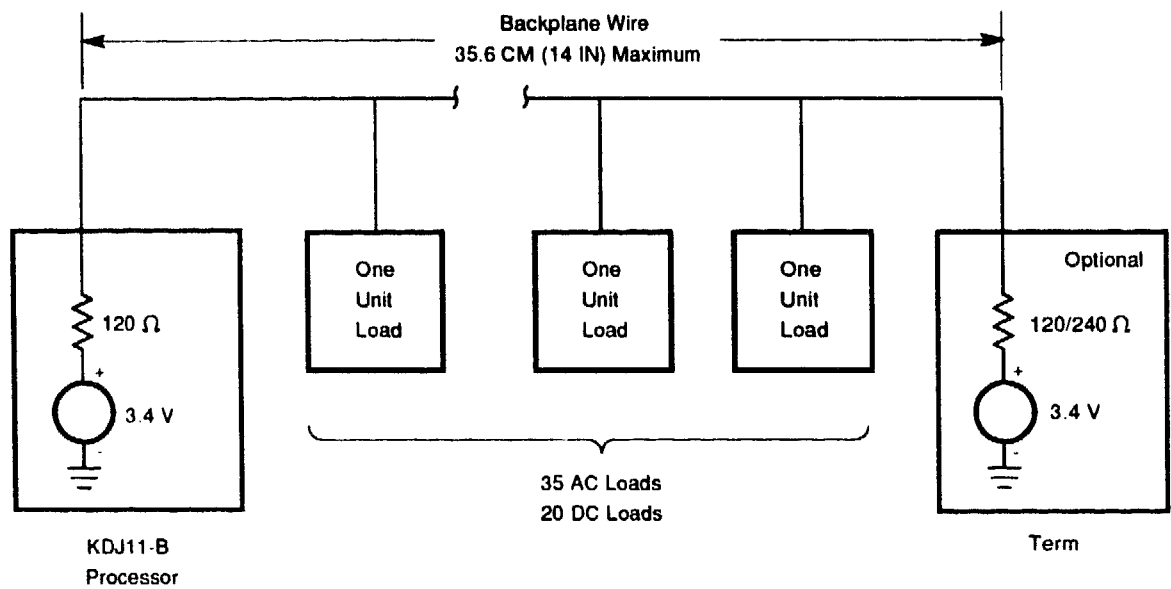 Backplane Wire
35.6 CM (14 IN) Maximum
One
Unit
Load
One
Unit
Load
One
Unit
Load
Optional
120 Ω
120/240 Ω
+
3.4 V
-
+
3.4 V
-
35 AC Loads
20 DC Loads
KDJ11-B
Processor
Term